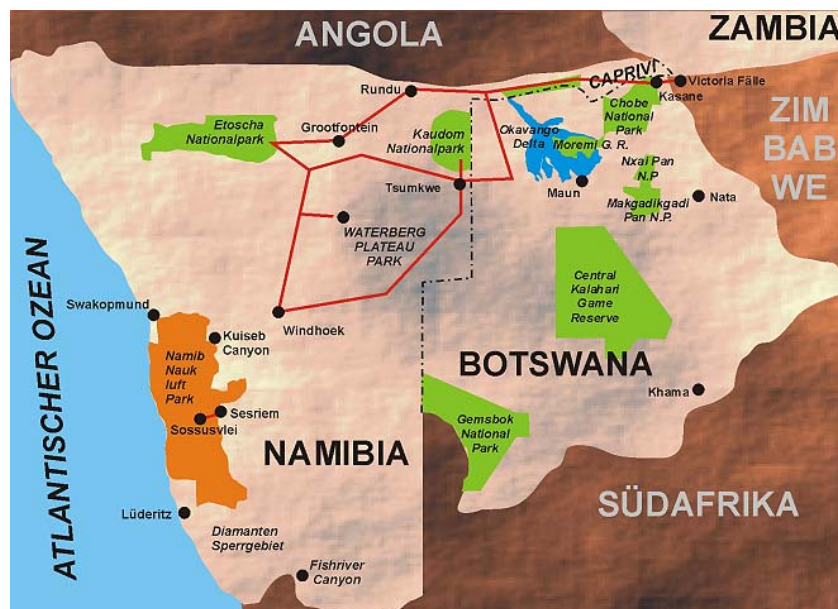 ANGOLA
ZAMBIA
CAPRIVI
Victoria Fälle
Rundu
Kasane
Etoscha
Nationalpark
Grootfontein
Kaudom
Nationalpark
Okavango
Delta
Moremi G. R.
Chobe
National
Park
ZIM
BAB
WE
Nxai Pan
N.P
Tsumkwe
Maun
Makgadikgadi
Pan N.P.
Nata
WATERBERG
PLATEAU
PARK
Central
Kalahari
Game
Reserve
Swakopmund
Windhoek
Kuiseb
Canyon
ATLANTISCHER OZEAN
Namib
Nauk
luft
Park
BOTSWANA
Khama
Sesriem
Sossusvlei
Gemsbok
National
Park
NAMIBIA
SÜDAFRIKA
Lüderitz
Diamanten
Sperrgebiet
Fishriver
Canyon